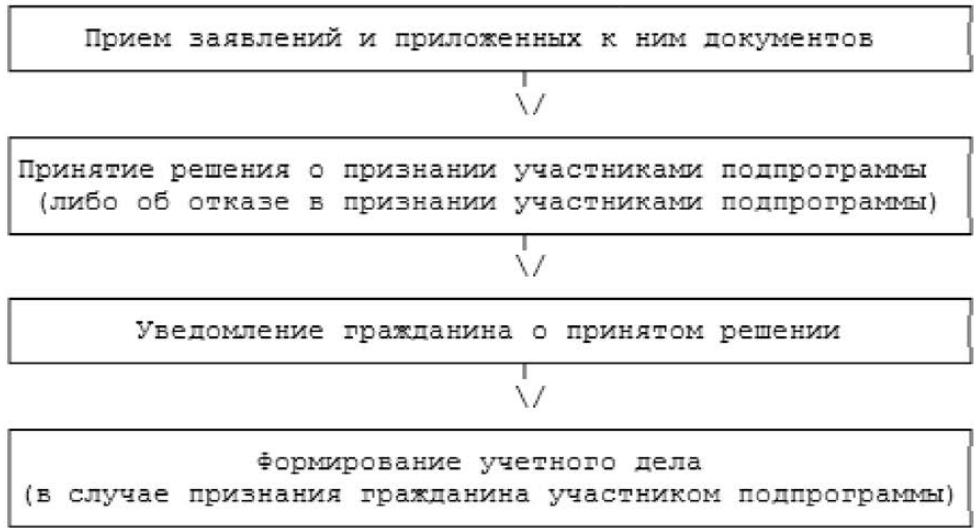 Прием заявлений и приложенных к ним документов
\/
Принятие решения о признании участниками подпрограммы
(либо об отказе в признании участниками подпрограммы)
\/
Уведомление гражданина о принятом решении
\/
Формирование учетного дела
(в случае признания гражданина участником подпрограммы)